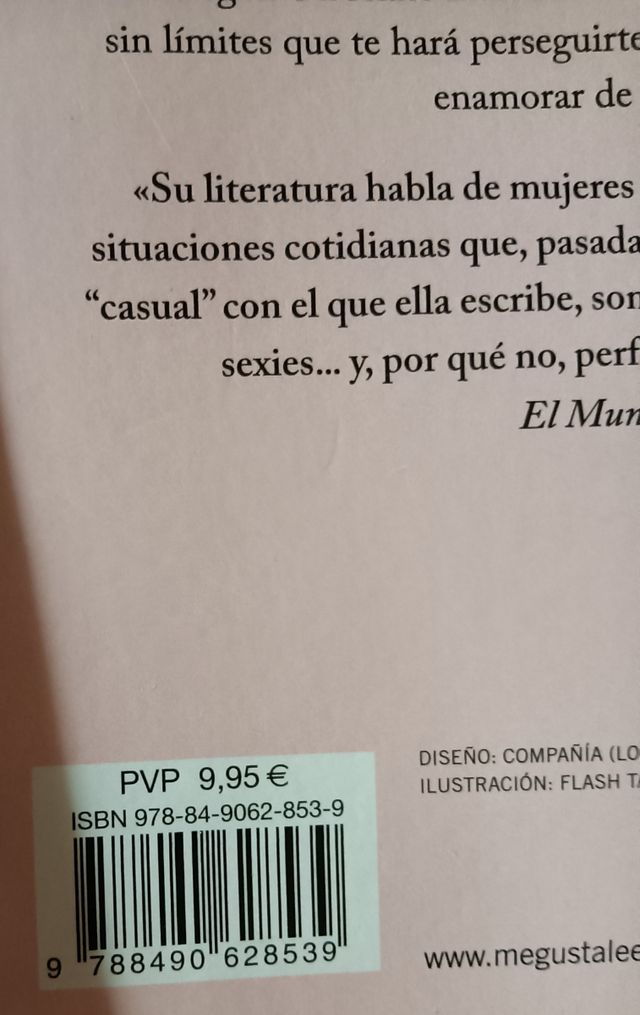 sin límites que te hará perseguirte
enamorar de
«Su literatura habla de mujeres
situaciones cotidianas que, pasada
“casual” con el que ella escribe, son
sexies... y, por qué no, perf
El Mun
DISEÑO: COMPAÑÍA (LO
ILUSTRACIÓN: FLASH TA
PVP 9,95 €
ISBN 978-84-9062-853-9
9 788490 628539
www.megustalee